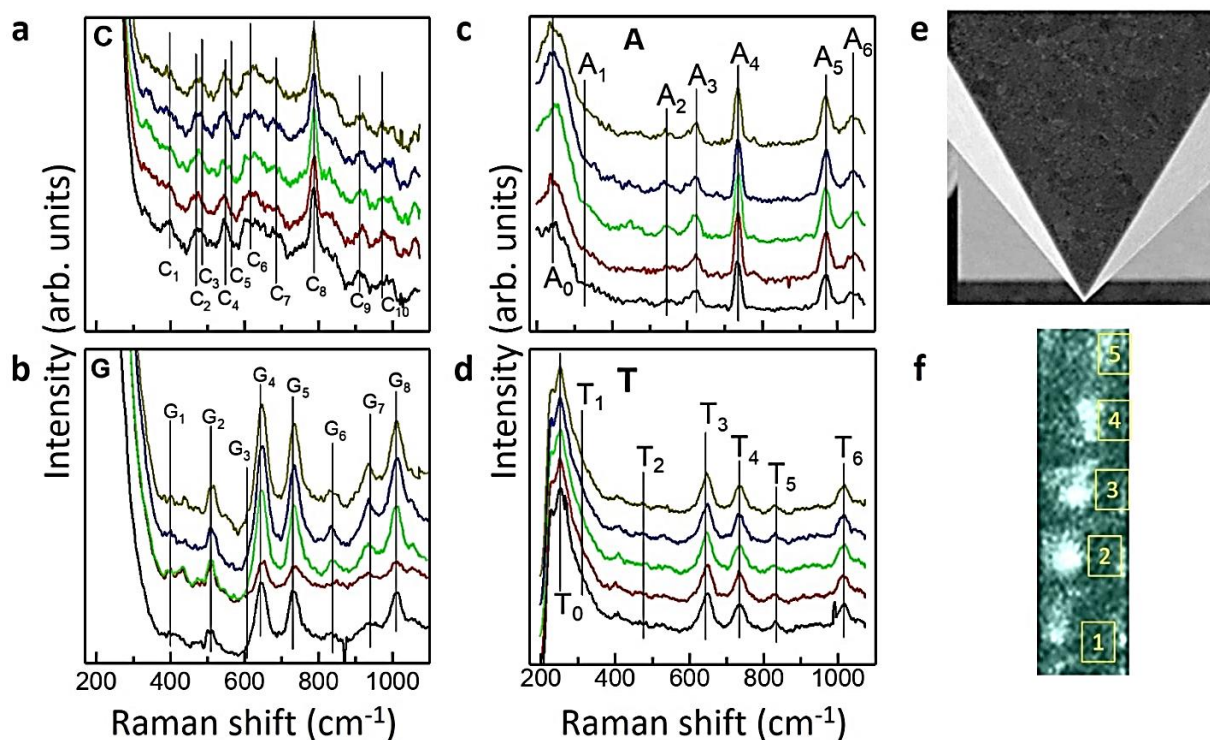 a
C
C₁
C₂
C₃
C₄
C₅
C₆
C₇
C₈
C₉
C₁₀
b
G
G₁
G₂
G₃
G₄
G₅
G₆
G₇
G₈
200 400 600 800 1000
Raman shift (cm⁻¹)
Intensity (arb. units)
c
A
A₀
A₁
A₂
A₃
A₄
A₅
A₆
d
T
T₀
T₁
T₂
T₃
T₄
T₅
T₆
200 400 600 800 1000
Raman shift (cm⁻¹)
Intensity (arb. units)
e
f
5
4
3
2
1